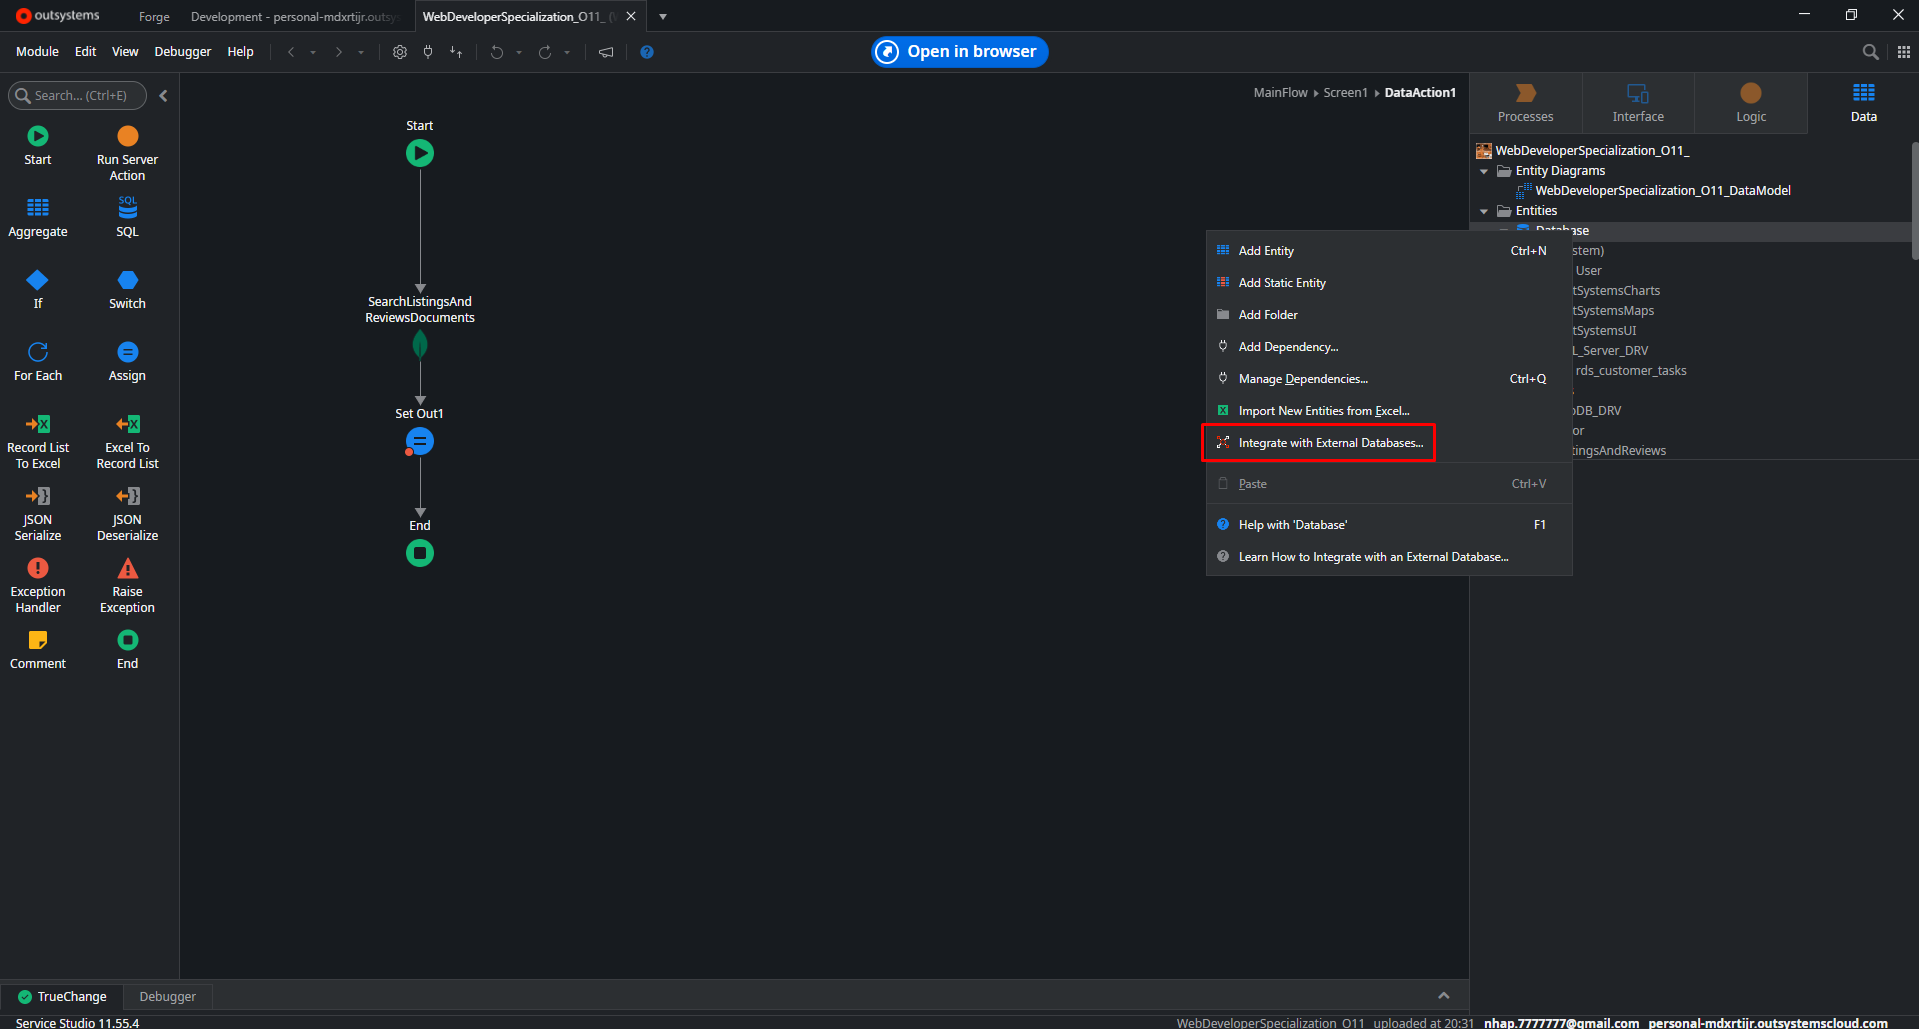 outsystems
Forge
Development - personal-mdxrtijr.outsy
WebDeveloperSpecialization_O11_ (
Module Edit View Debugger Help
Open in browser
Search... (Ctrl+E)
Start
Run Server
Action
Aggregate
SQL
SQL
If
Switch
For Each
Assign
Record List
To Excel
Excel To
Record List
JSON
Serialize
JSON
Deserialize
Exception
Handler
Raise
Exception
Comment
End
MainFlow Screen1 DataAction1
Start
SearchListingsAnd
ReviewsDocuments
Set Out1
End
Processes
Interface
Logic
Data
WebDeveloperSpecialization_O11_
Entity Diagrams
WebDeveloperSpecialization_O11_DataModel
Entities
Database
stem)
User
tSystemsCharts
tSystemsMaps
tSystemsUI
L_Server_DRV
rds_customer_tasks
DB_DRV
or
tingsAndReviews
Add Entity Ctrl+N
Add Static Entity
Add Folder
Add Dependency...
Manage Dependencies... Ctrl+Q
Import New Entities from Excel...
Integrate with External Databases...
Paste Ctrl+V
Help with 'Database' F1
Learn How to Integrate with an External Database...
TrueChange
Debugger
Service Studio 11.55.4
WebDeveloperSpecialization_O11_ uploaded at 20:31 nhap.7777777@gmail.com personal-mdxrtijr.outsystemscloud.com